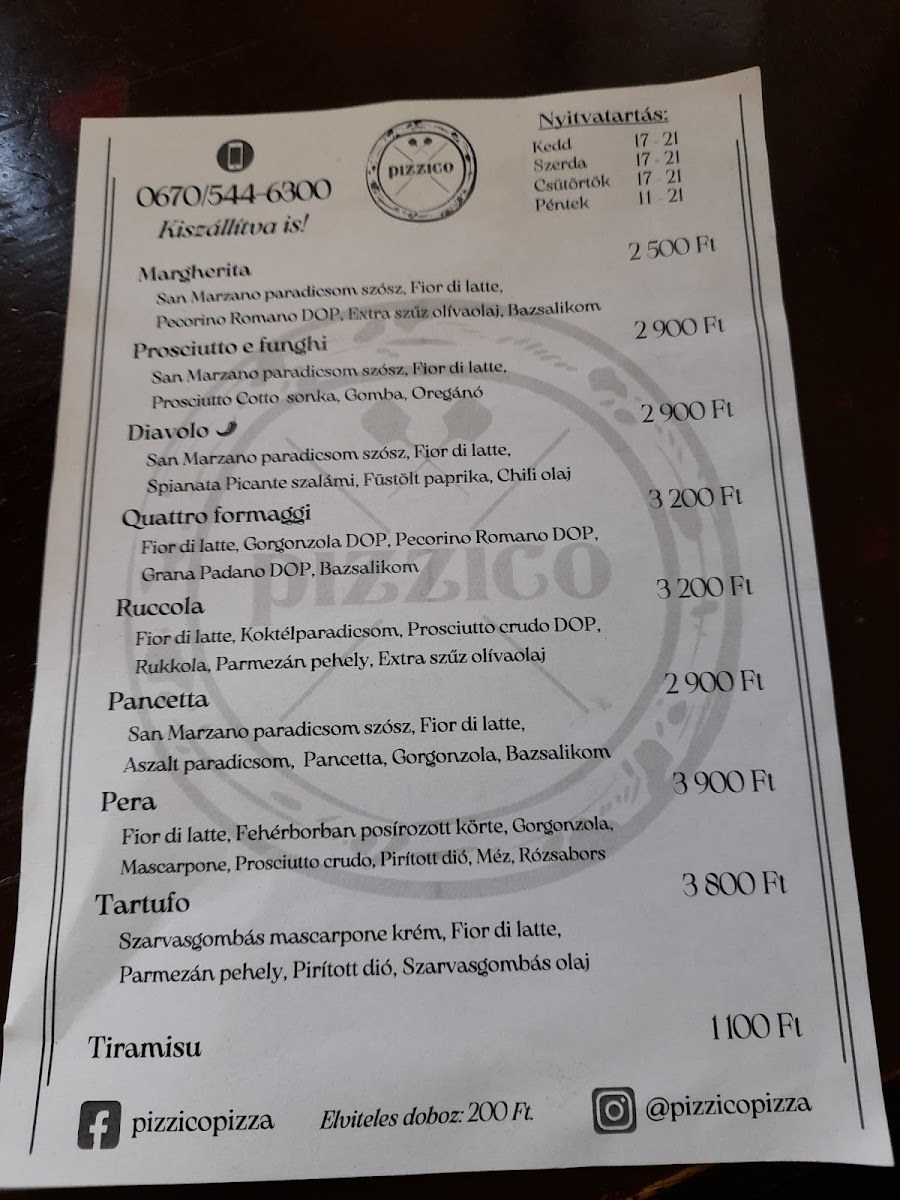 0670/544-6300
Kiszállítva is!
PIZZICO
Nyitvatartás:
Kedd 17 - 21
Szerda 17 - 21
Csütörtök 17 - 21
Péntek 11 - 21
Margherita 2 500 Ft
San Marzano paradicsom szósz, Fior di latte,
Pecorino Romano DOP, Extra szűz olívaolaj, Bazsalikom
Prosciutto e funghi 2 900 Ft
San Marzano paradicsom szósz, Fior di latte,
Prosciutto Cotto sonka, Gomba, Oregánó
Diavolo 2 900 Ft
San Marzano paradicsom szósz, Fior di latte,
Spianata Picante szalámi, Füstölt paprika, Chili olaj
Quattro formaggi 3 200 Ft
Fior di latte, Gorgonzola DOP, Pecorino Romano DOP,
Grana Padano DOP, Bazsalikom
PIZZICO
Ruccola 3 200 Ft
Fior di latte, Koktélparadicsom, Prosciutto crudo DOP,
Rukkola, Parmezán pehely, Extra szűz olívaolaj
Pancetta 2 900 Ft
San Marzano paradicsom szósz, Fior di latte,
Aszalt paradicsom, Pancetta, Gorgonzola, Bazsalikom
Pera 3 900 Ft
Fior di latte, Fehérborban posírozott körte, Gorgonzola,
Mascarpone, Prosciutto crudo, Pirított dió, Méz, Rózsabors
Tartufo 3 800 Ft
Szarvasgombás mascarpone krém, Fior di latte,
Parmezán pehely, Pirított dió, Szarvasgombás olaj
Tiramisu 1 100 Ft
pizzicopizza
Elviteles doboz: 200 Ft.
@pizzicopizza